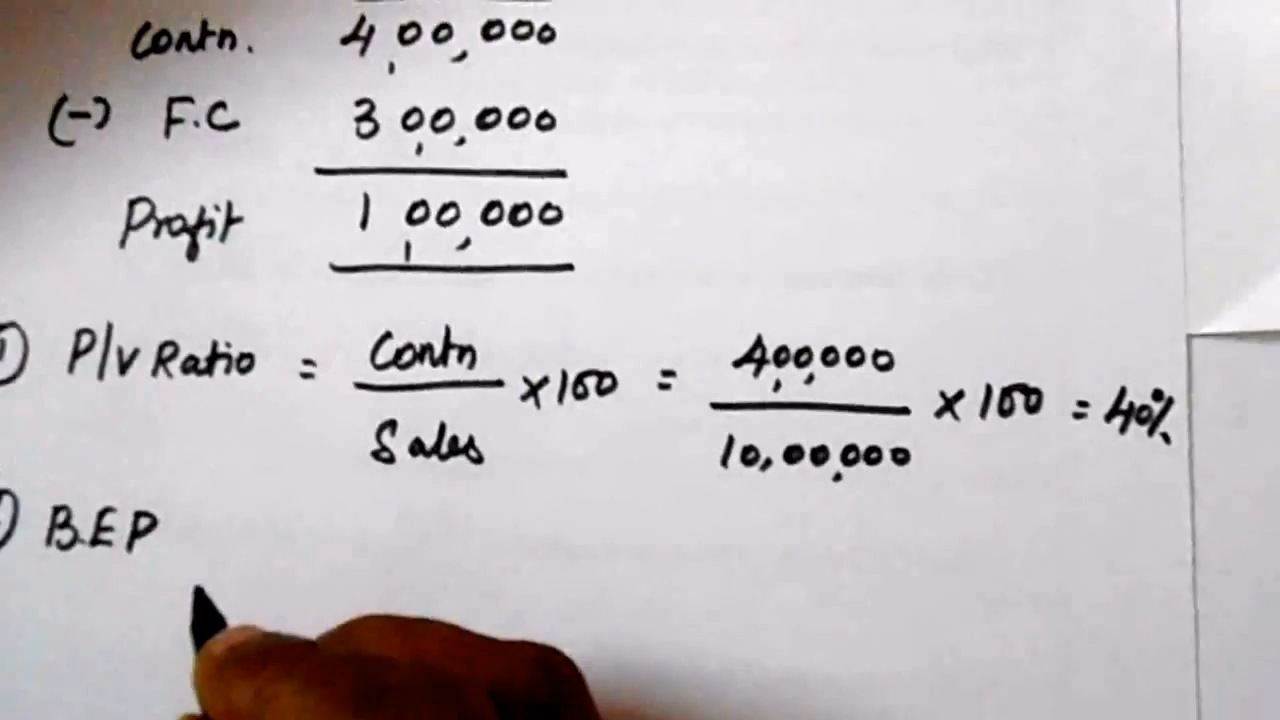 Contn. 4,00,000
(-) F.C 3,00,000
Profit 1,00,000
) P/V Ratio = Contn / Sales × 100 = 4,00,000 / 10,00,000 × 100 = 40%
) B.E.P